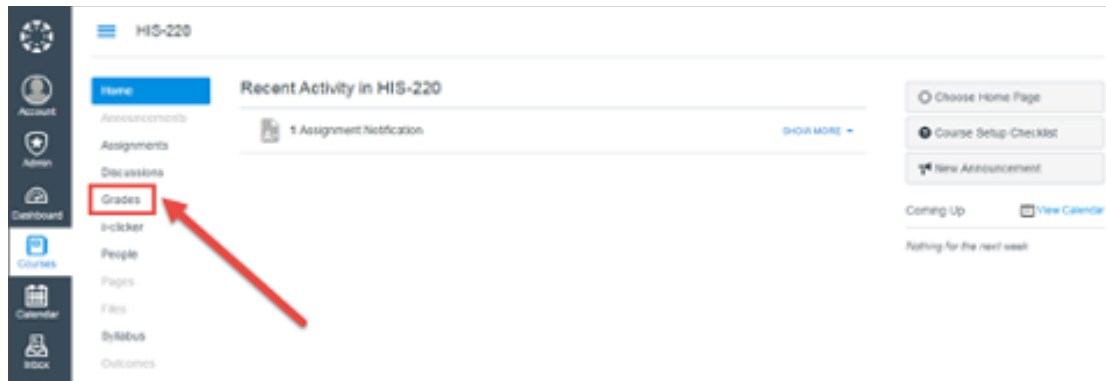 HIS-220
Account
Admin
Dashboard
Courses
Calendar
Inbox
Home
Announcements
Assignments
Discussions
Grades
i-clicker
People
Pages
Files
Syllabus
Outcomes
Recent Activity in HIS-220
1 Assignment Notification
SHOW MORE
Choose Home Page
Course Setup Checklist
New Announcement
Coming Up
View Calendar
Nothing for the next week